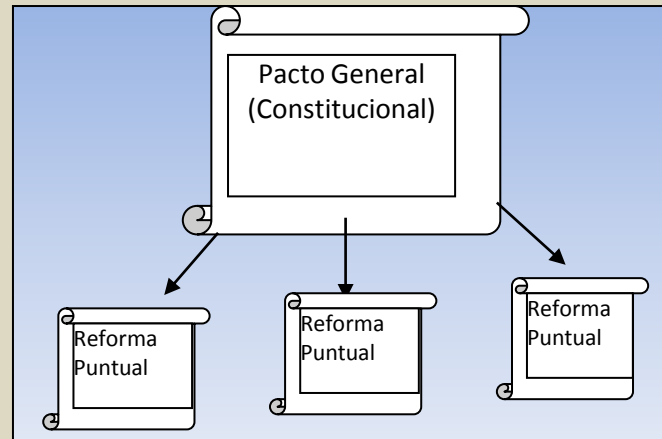 Pacto General
(Constitucional)
Reforma
Puntual
Reforma
Puntual
Reforma
Puntual